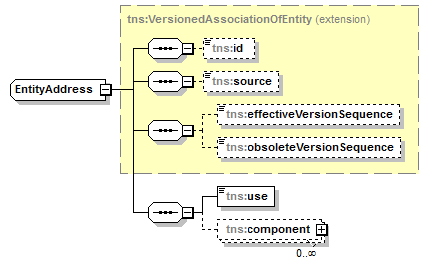 tns:VersionedAssociationOfEntity (extension)
tns:id
EntityAddress
tns:source
tns:effectiveVersionSequence
tns:obsoleteVersionSequence
tns:use
tns:component
0..∞